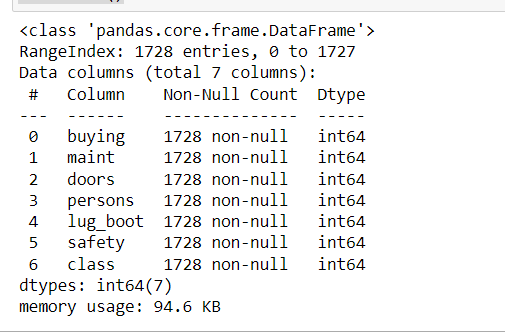 <class 'pandas.core.frame.DataFrame'>
RangeIndex: 1728 entries, 0 to 1727
Data columns (total 7 columns):
 #   Column    Non-Null Count  Dtype
---  ------    --------------  -----
 0   buying    1728 non-null   int64
 1   maint     1728 non-null   int64
 2   doors     1728 non-null   int64
 3   persons   1728 non-null   int64
 4   lug_boot  1728 non-null   int64
 5   safety    1728 non-null   int64
 6   class     1728 non-null   int64
dtypes: int64(7)
memory usage: 94.6 KB